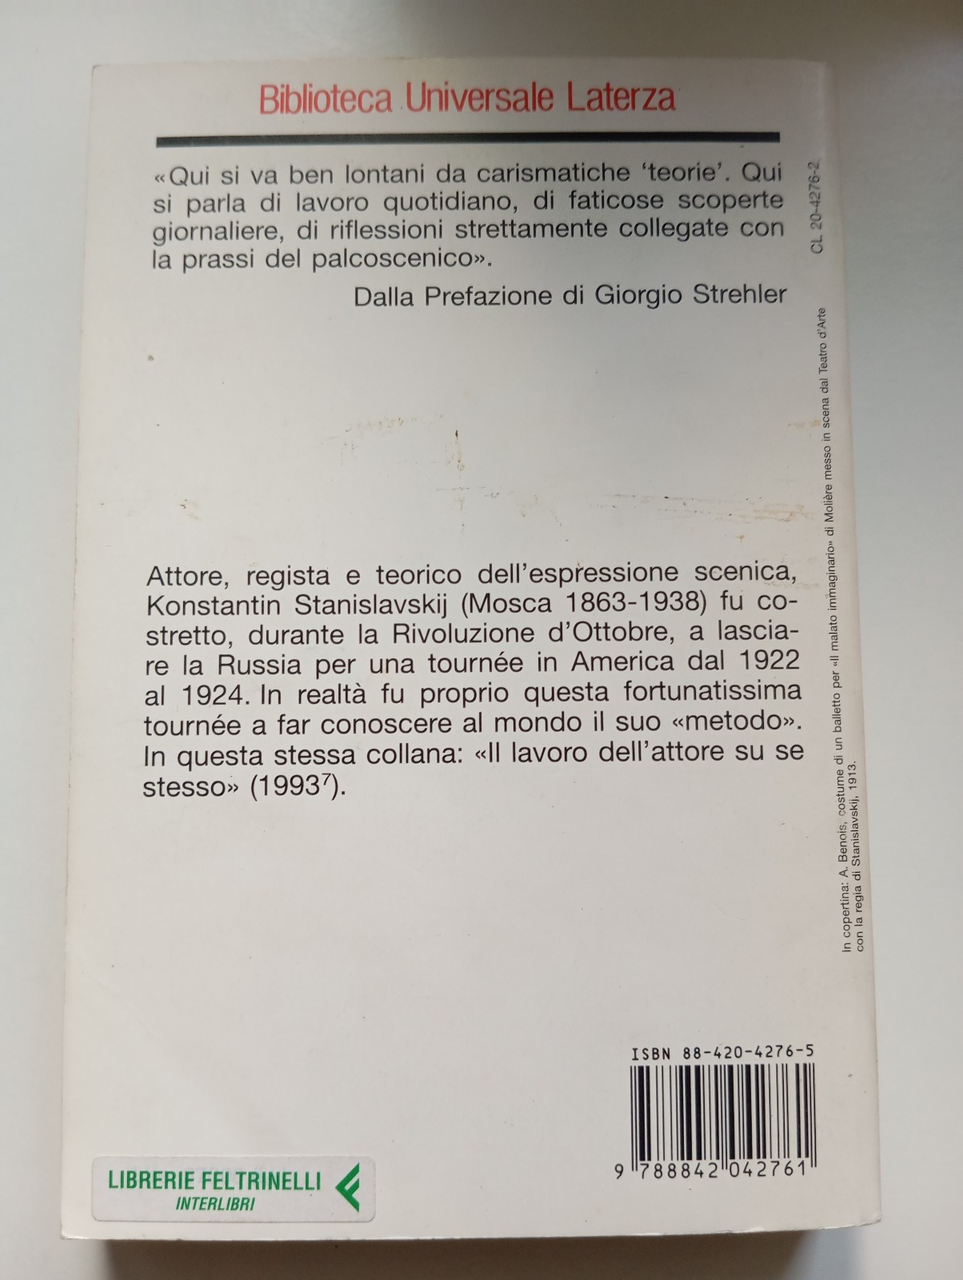 Biblioteca Universale Laterza
«Qui si va ben lontani da carismatiche ‘teorie’. Qui
si parla di lavoro quotidiano, di faticose scoperte
giornaliere, di riflessioni strettamente collegate con
la prassi del palcoscenico».
Dalla Prefazione di Giorgio Strehler
Attore, regista e teorico dell’espressione scenica,
Konstantin Stanislavskij (Mosca 1863-1938) fu co-
stretto, durante la Rivoluzione d’Ottobre, a lascia-
re la Russia per una tournée in America dal 1922
al 1924. In realtà fu proprio questa fortunatissima
tournée a far conoscere al mondo il suo «metodo».
In questa stessa collana: «Il lavoro dell’attore su se
stesso» (1993⁷).
CL 20-4276-2
In copertina: A. Benois, costume di un balletto per «Il malato immaginario» di Molière messo in scena dal Teatro d’Arte
con la regia di Stanislavskij, 1913.
ISBN 88-420-4276-5
9 788842 042761
LIBRERIE FELTRINELLI
INTERLIBRI